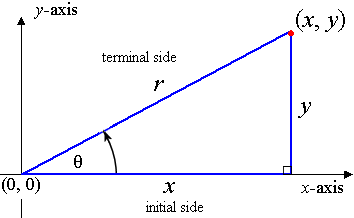 y-axis
(x, y)
terminal side
r
y
θ
(0, 0)
x
x-axis
initial side